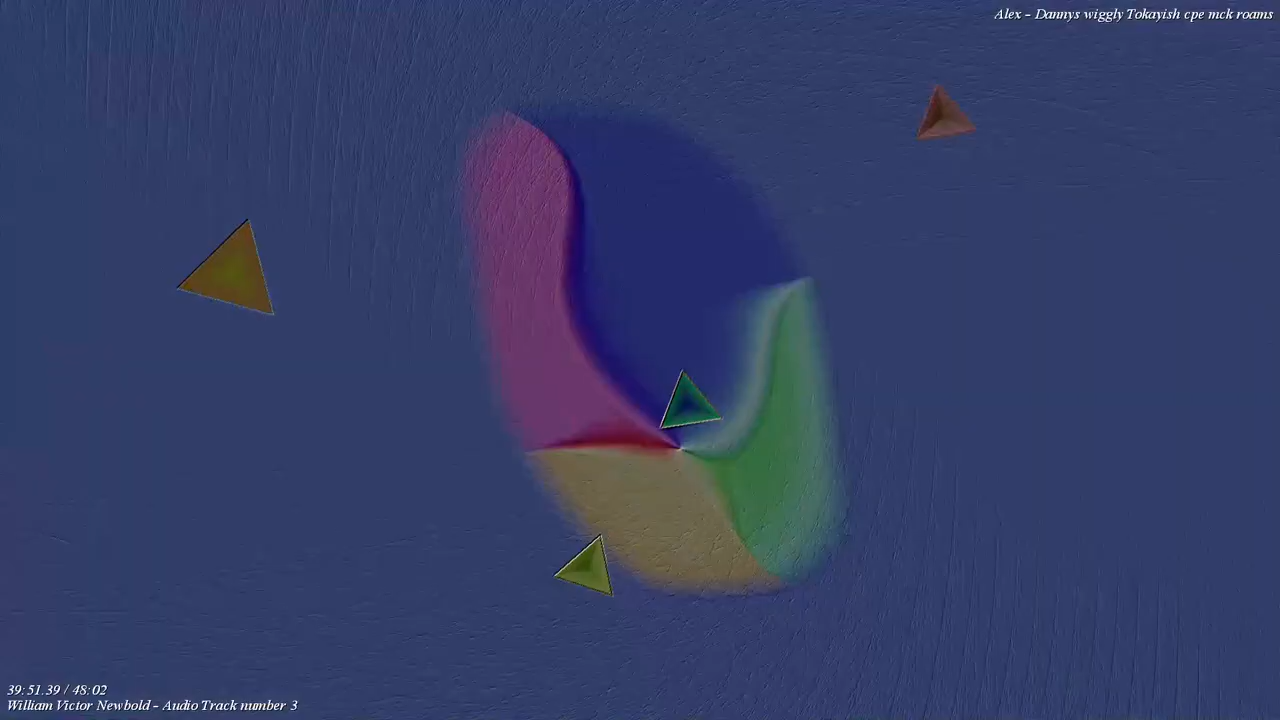 Alex - Dannys wiggly Tokayish cpe mck roams
39:51.39 / 48:02
William Victor Newbold - Audio Track number 3